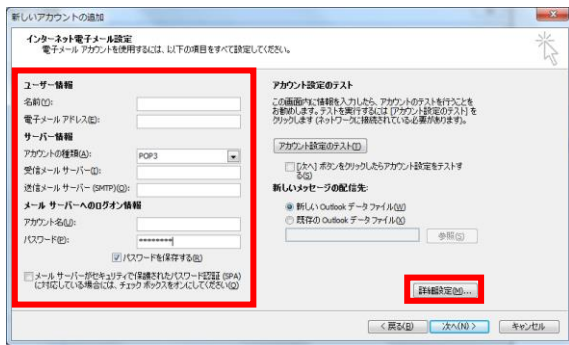 新しいアカウントの追加
インターネット電子メール設定
電子メール アカウントを使用するには、以下の項目をすべて設定してください。
ユーザー情報
名前(Y):
電子メール アドレス(E):
サーバー情報
アカウントの種類(A):
POP3
受信メール サーバー(I):
送信メール サーバー (SMTP)(O):
メール サーバーへのログオン情報
アカウント名(U):
パスワード(P):
********
パスワードを保存する(R)
メール サーバーがセキュリティで保護されたパスワード認証 (SPA)
に対応している場合には、チェック ボックスをオンにしてください(Q)
アカウント設定のテスト
この画面内に情報を入力したら、アカウントのテストを行うことを
お勧めします。テストを実行するには [アカウント設定のテスト] を
クリックします (ネットワークに接続されている必要があります)。
アカウント設定のテスト(T)
[次へ] ボタンをクリックしたらアカウント設定をテストす
る(S)
新しいメッセージの配信先:
新しい Outlook データ ファイル(W)
既存の Outlook データ ファイル(X)
参照(S)
詳細設定(M)...
< 戻る(B)
次へ(N) >
キャンセル